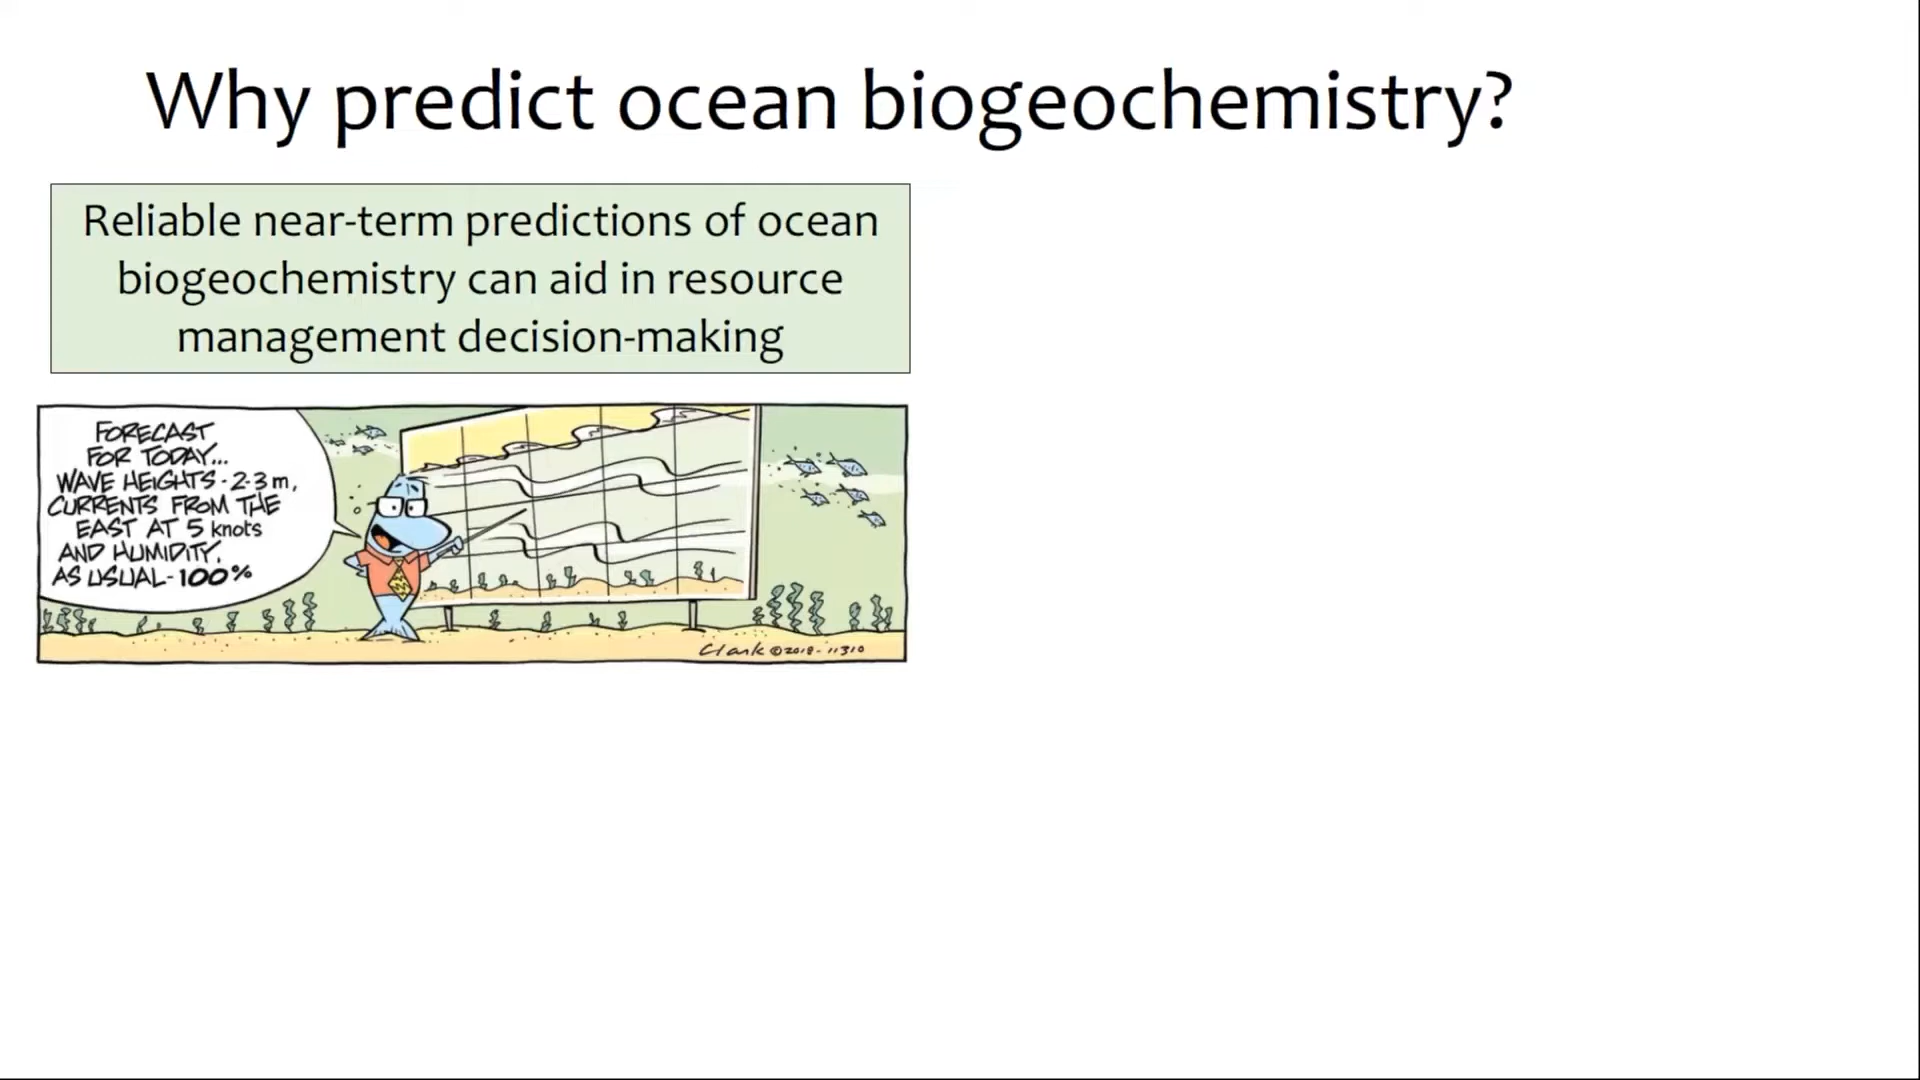 Why predict ocean biogeochemistry?
Reliable near-term predictions of ocean
biogeochemistry can aid in resource
management decision-making
FORECAST
FOR TODAY...
WAVE HEIGHTS - 2-3 m,
CURRENTS FROM THE
EAST AT 5 knots
AND HUMIDITY,
AS USUAL - 100%
Clark ©2018 - 11310